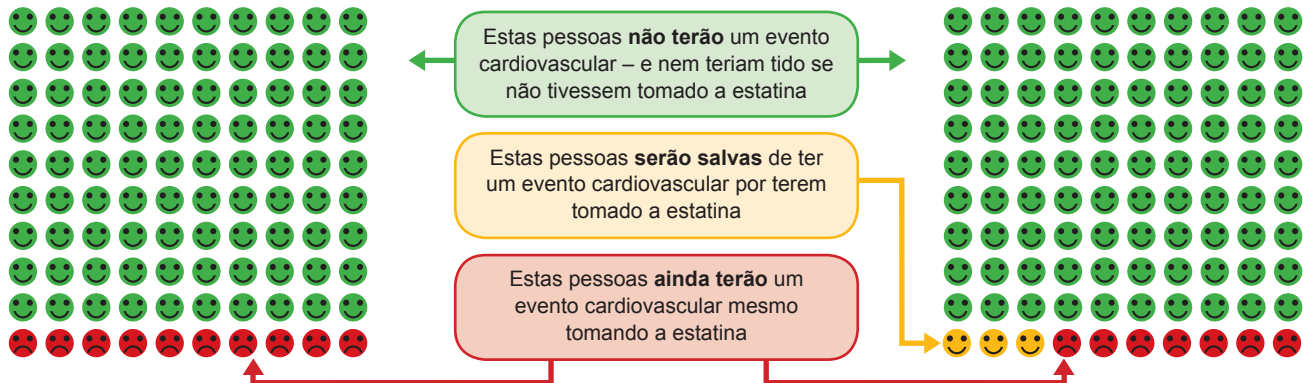 Estas pessoas não terão um evento
cardiovascular – e nem teriam tido se
não tivessem tomado a estatina
Estas pessoas serão salvas de ter
um evento cardiovascular por terem
tomado a estatina
Estas pessoas ainda terão um
evento cardiovascular mesmo
tomando a estatina